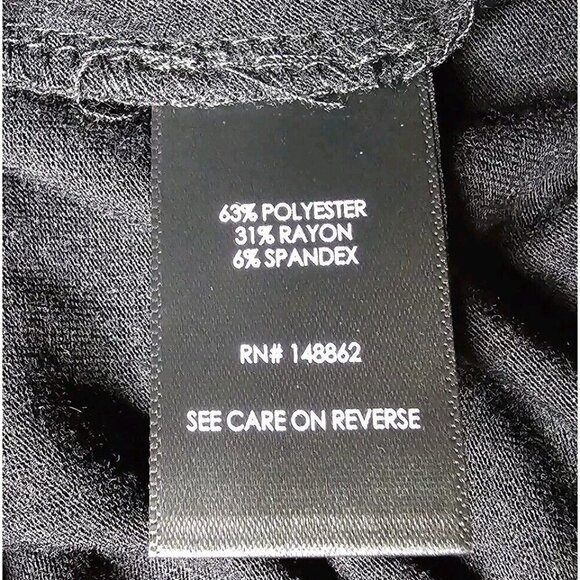 63% POLYESTER
31% RAYON
6% SPANDEX
RN# 148862
SEE CARE ON REVERSE